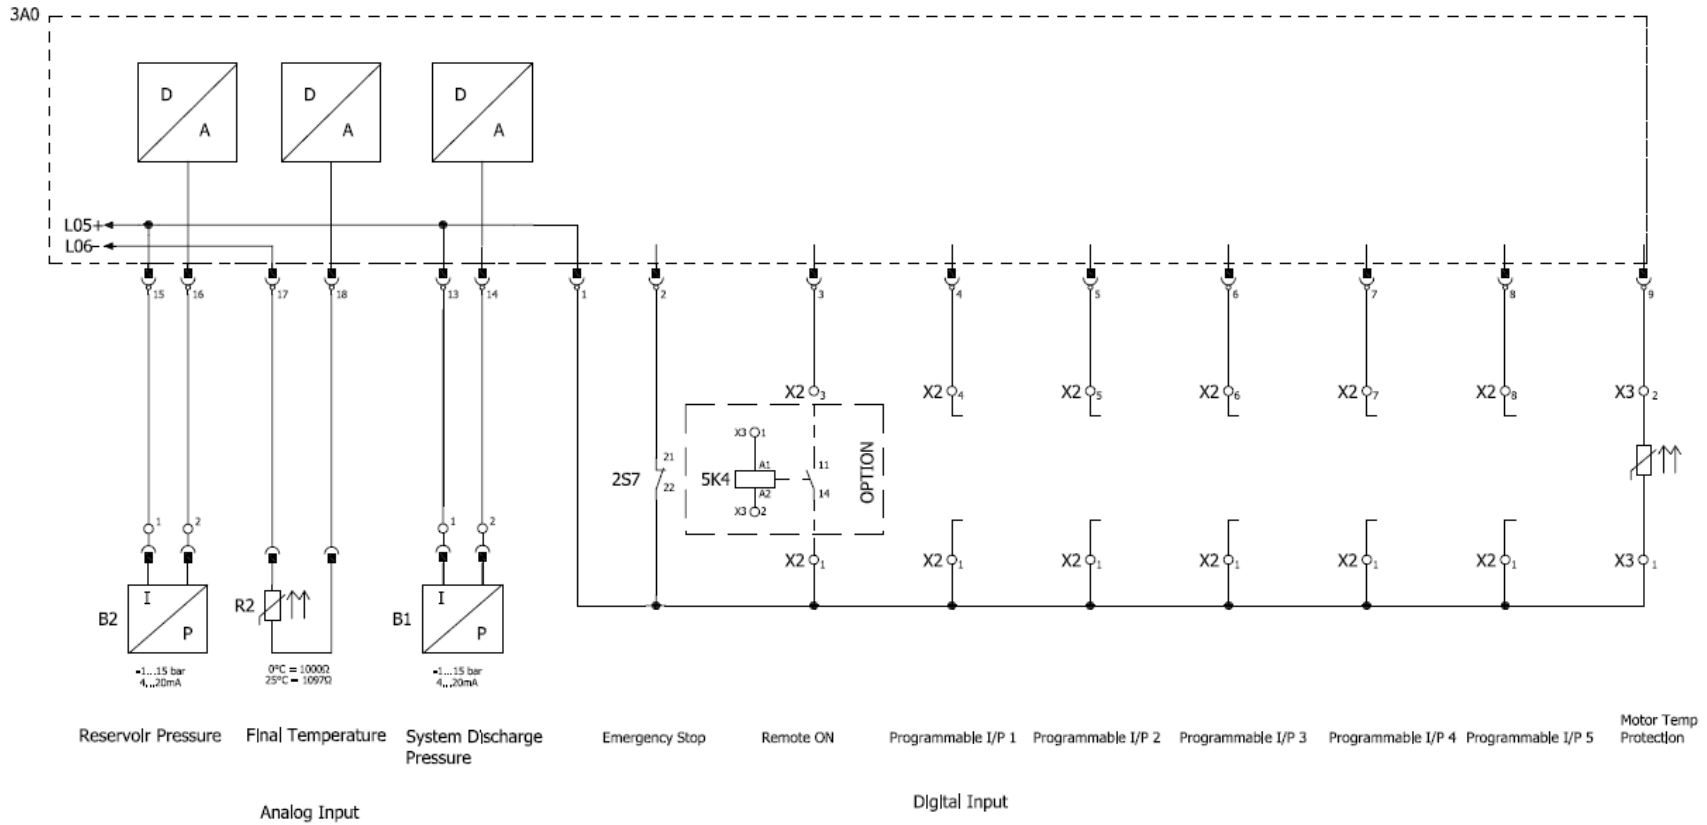 3A0
D D D
A A A
L05+
L06-
15 16 17 18 13 14 1 2 3 4 5 6 7 8 9
X2 3 X2 4 X2 5 X2 6 X2 7 X2 8 X3 2
X3 1
21 A1 11
2S7 5K4 OPTION
22 A2 14
X3 2
1 2 1 2
X2 1 X2 1 X2 1 X2 1 X2 1 X2 1 X3 1
I R2 I
B2 B1
P P
-1...15 bar 0°C = 1000Ω -1...15 bar
4...20mA 25°C = 1097Ω 4...20mA
Reservoir Pressure Final Temperature System Discharge
Pressure
Emergency Stop Remote ON Programmable I/P 1 Programmable I/P 2 Programmable I/P 3 Programmable I/P 4 Programmable I/P 5 Motor Temp
Protection
Analog Input
Digital Input